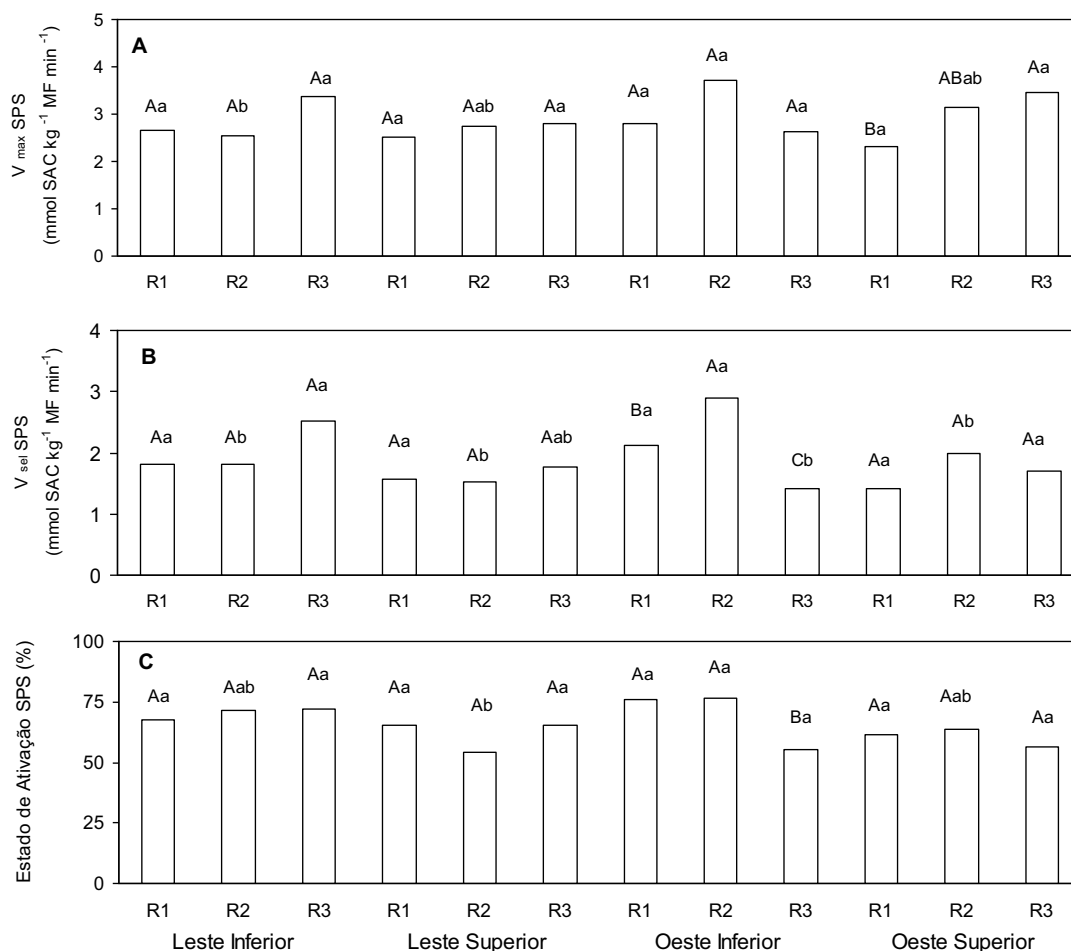 A
V max SPS
(mmol SAC kg -1 MF min -1)
5
4
3
2
1
0
Aa Ab Aa Aa Aab Aa Aa Aa Aa Ba ABab Aa
R1 R2 R3 R1 R2 R3 R1 R2 R3 R1 R2 R3
B
V sel SPS
(mmol SAC kg-1 MF min-1)
4
3
2
1
0
Aa Ab Aa Aa Ab Aab Ba Aa Cb Aa Ab Aa
R1 R2 R3 R1 R2 R3 R1 R2 R3 R1 R2 R3
C
Estado de Ativação SPS (%)
100
75
50
25
0
Aa Aab Aa Aa Ab Aa Aa Aa Ba Aa Aab Aa
R1 R2 R3 R1 R2 R3 R1 R2 R3 R1 R2 R3
Leste Inferior Leste Superior Oeste Inferior Oeste Superior